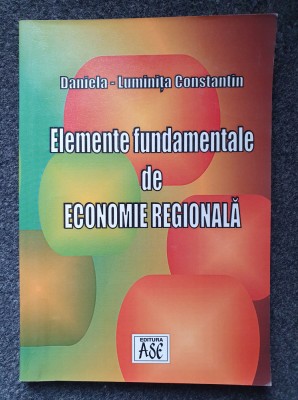 Daniela - Luminița Constantin
Elemente fundamentale
de
ECONOMIE REGIONALĂ
EDITURA
ASE